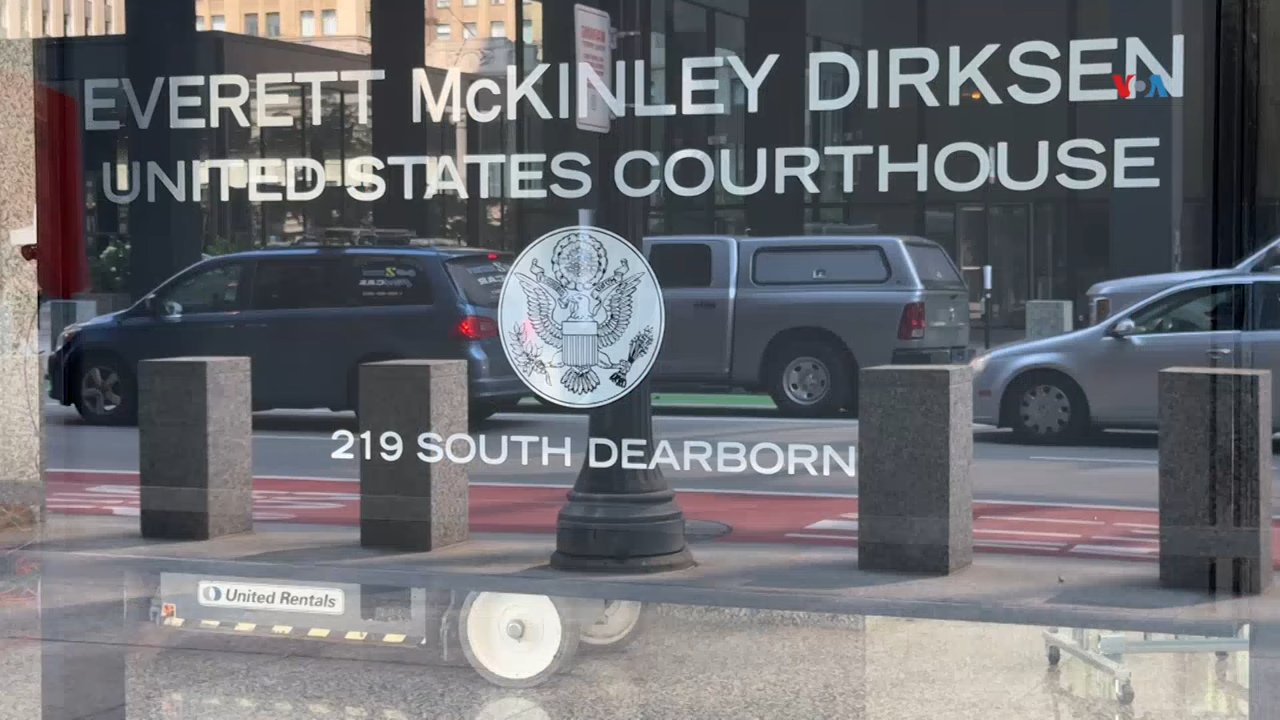 EVERETT McKINLEY DIRKSEN
VOA
UNITED STATES COURTHOUSE
219 SOUTH DEARBORN
United Rentals